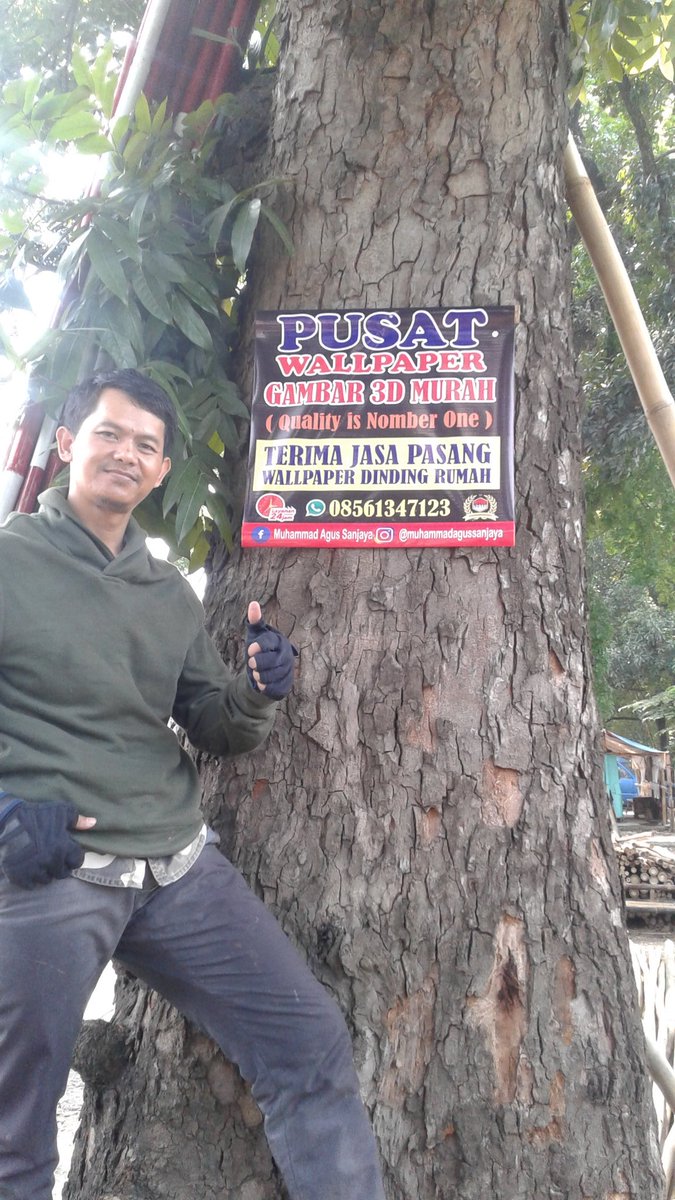 PUSAT
WALLPAPER
GAMBAR 3D MURAH
( Quality is Nomber One )
TERIMA JASA PASANG
WALLPAPER DINDING RUMAH
24 08561347123
Muhammad Agus Sanjaya @muhammadagussanjaya